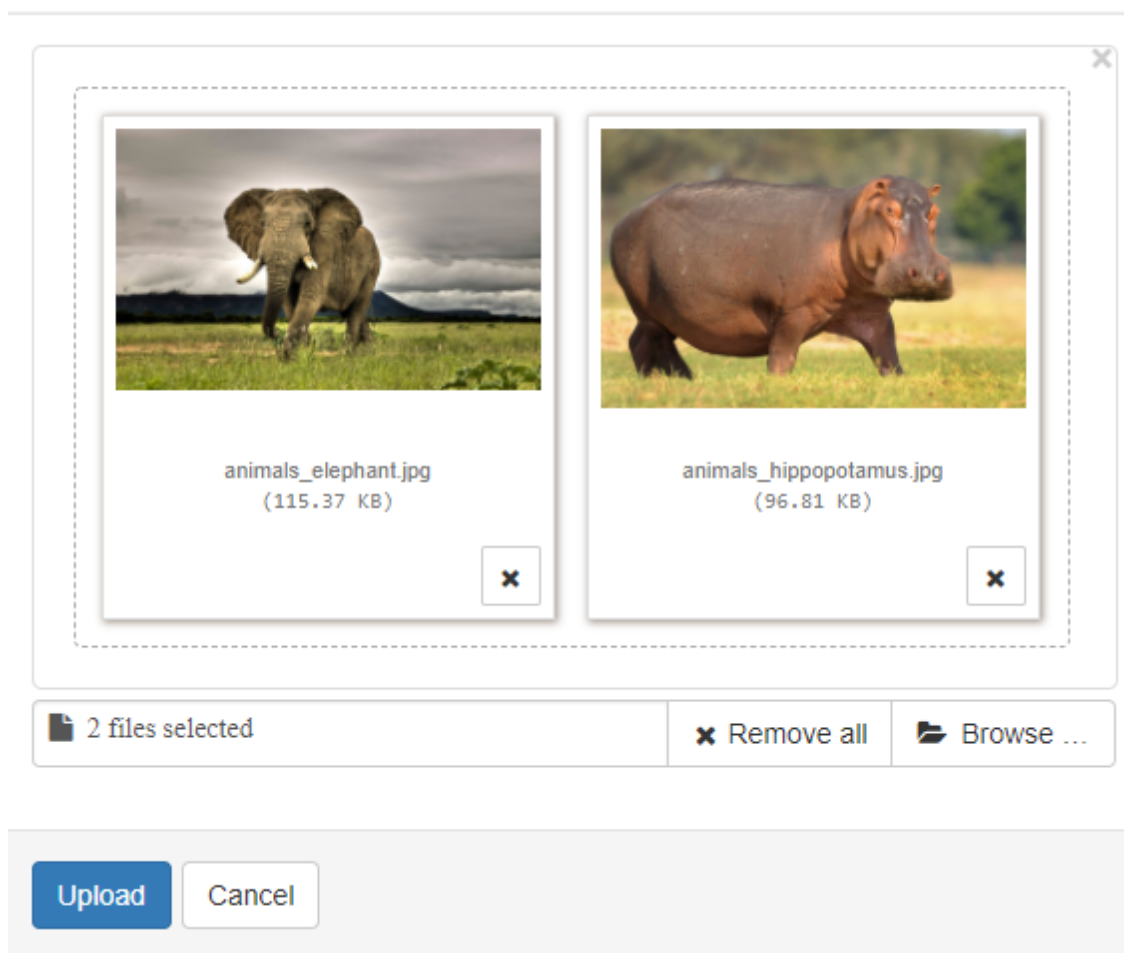 animals_elephant.jpg
(115.37 KB)
animals_hippopotamus.jpg
(96.81 KB)
2 files selected
Remove all
Browse ...
Upload
Cancel